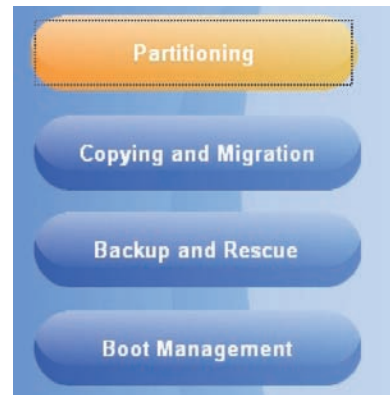 Partitioning
Copying and Migration
Backup and Rescue
Boot Management